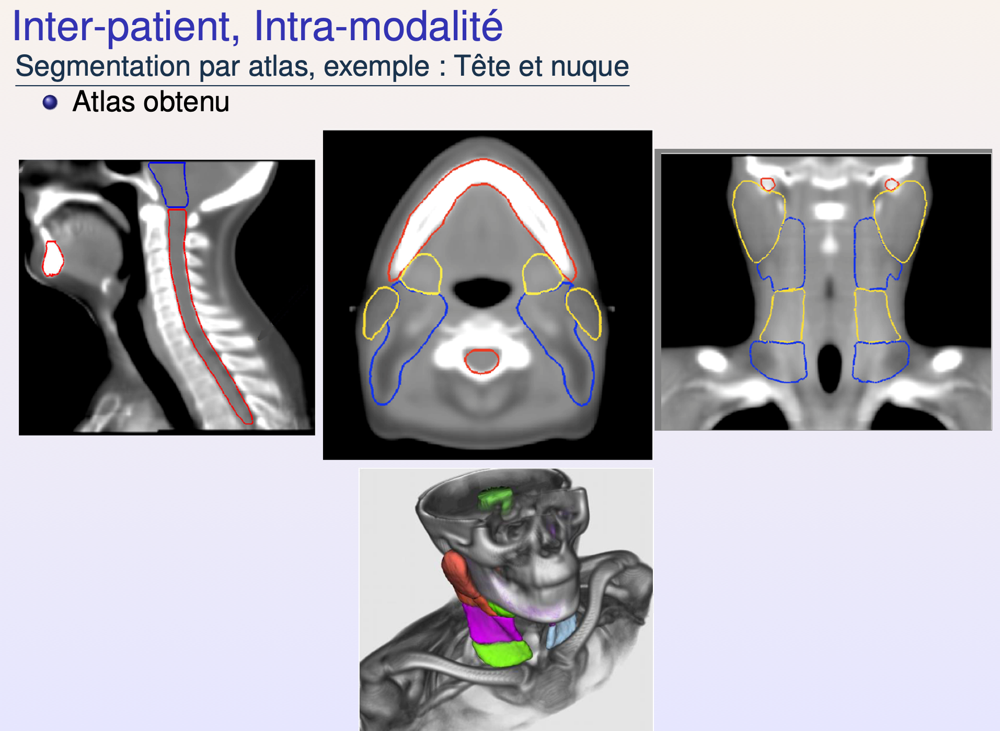 Inter-patient, Intra-modalité
Segmentation par atlas, exemple : Tête et nuque
Atlas obtenu